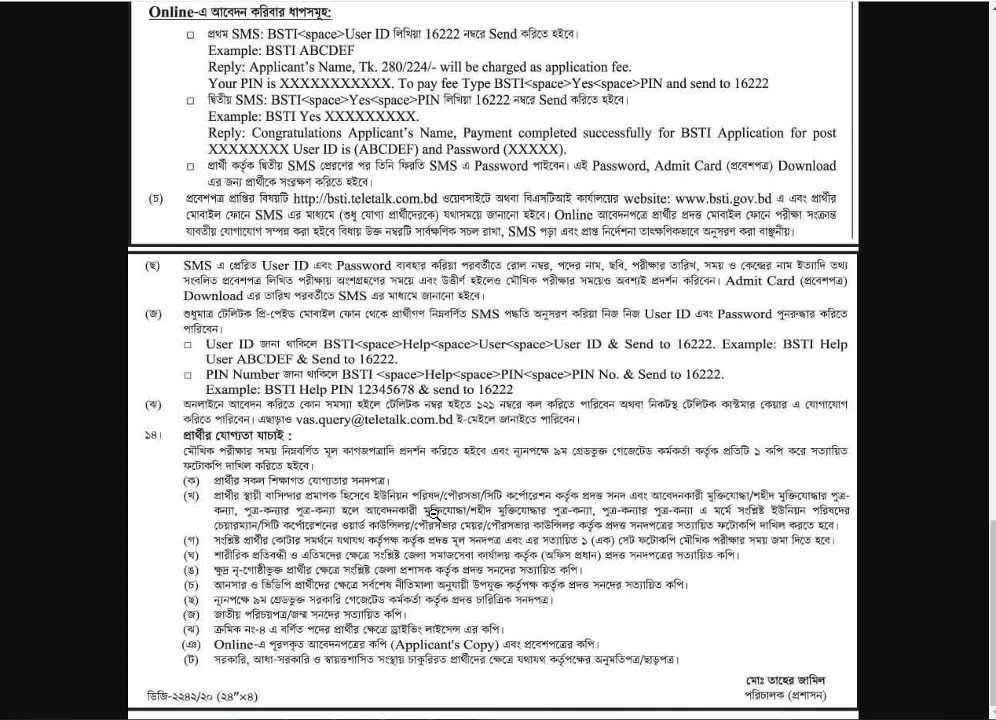 Online-এ আবেদন করিবার ধাপসমূহ:
□ প্রথম SMS: BSTI<space>User ID লিখিয়া 16222 নম্বরে Send করিতে হইবে।
Example: BSTI ABCDEF
Reply: Applicant's Name, Tk. 280/224/- will be charged as application fee.
Your PIN is XXXXXXXXXXX. To pay fee Type BSTI<space>Yes<space>PIN and send to 16222
□ দ্বিতীয় SMS: BSTI<space>Yes<space>PIN লিখিয়া 16222 নম্বরে Send করিতে হইবে।
Example: BSTI Yes XXXXXXXXX.
Reply: Congratulations Applicant's Name, Payment completed successfully for BSTI Application for post
XXXXXXXX User ID is (ABCDEF) and Password (XXXXX).
□ প্রার্থী কর্তৃক দ্বিতীয় SMS প্রেরণের পর তিনি ফিরতি SMS এ Password পাইবেন। এই Password, Admit Card (প্রবেশপত্র) Download
এর জন্য প্রার্থীকে সংরক্ষণ করিতে হইবে।
(চ) প্রবেশপত্র প্রাপ্তির বিষয়টি http://bsti.teletalk.com.bd ওয়েবসাইটে অথবা বিএসটিআই কার্যালয়ের website: www.bsti.gov.bd এ এবং প্রার্থীর
মোবাইল ফোনে SMS এর মাধ্যমে (শুধু যোগ্য প্রার্থীদেরকে) যথাসময়ে জানানো হইবে। Online আবেদনপত্রে প্রার্থীর প্রদত্ত মোবাইল ফোনে পরীক্ষা সংক্রান্ত
যাবতীয় যোগাযোগ সম্পন্ন করা হইবে বিধায় উক্ত নম্বরটি সার্বক্ষণিক সচল রাখা, SMS পড়া এবং প্রাপ্ত নির্দেশনা তাৎক্ষণিকভাবে অনুসরণ করা বাঞ্ছনীয়।
(ছ) SMS এ প্রেরিত User ID এবং Password ব্যবহার করিয়া পরবর্তীতে রোল নম্বর, পদের নাম, ছবি, পরীক্ষার তারিখ, সময় ও কেন্দ্রের নাম ইত্যাদি তথ্য
সংবলিত প্রবেশপত্র লিখিত পরীক্ষায় অংশগ্রহণের সময়ে এবং উত্তীর্ণ হইলেও মৌখিক পরীক্ষার সময়েও অবশ্যই প্রদর্শন করিবেন। Admit Card (প্রবেশপত্র)
Download এর তারিখ পরবর্তীতে SMS এর মাধ্যমে জানানো হইবে।
(জ) শুধুমাত্র টেলিটক প্রি-পেইড মোবাইল ফোন থেকে প্রার্থীগণ নিম্নবর্ণিত SMS পদ্ধতি অনুসরণ করিয়া নিজ নিজ User ID এবং Password পুনরুদ্ধার করিতে
পারিবেন।
□ User ID জানা থাকিলে BSTI<space>Help<space>User<space>User ID & Send to 16222. Example: BSTI Help
User ABCDEF & Send to 16222.
□ PIN Number জানা থাকিলে BSTI <space>Help<space>PIN<space>PIN No. & Send to 16222.
Example: BSTI Help PIN 12345678 & send to 16222
(ঝ) অনলাইনে আবেদন করিতে কোন সমস্যা হইলে টেলিটক নম্বর হইতে ১২১ নম্বরে কল করিতে পারিবেন অথবা নিকটস্থ টেলিটক কাস্টমার কেয়ার এ যোগাযোগ
করিতে পারিবেন। এছাড়াও vas.query@teletalk.com.bd ই-মেইলে জানাইতে পারিবেন।
১৪। প্রার্থীর যোগ্যতা যাচাই :
মৌখিক পরীক্ষার সময় নিম্নবর্ণিত মূল কাগজপত্রাদি প্রদর্শন করিতে হইবে এবং ন্যূনপক্ষে ৯ম গ্রেডভুক্ত গেজেটেড কর্মকর্তা কর্তৃক প্রতিটি ১ কপি করে সত্যায়িত
ফটোকপি দাখিল করিতে হইবে।
(ক) প্রার্থীর সকল শিক্ষাগত যোগ্যতার সনদপত্র।
(খ) প্রার্থীর স্থায়ী বাসিন্দার প্রমাণক হিসেবে ইউনিয়ন পরিষদ/পৌরসভা/সিটি কর্পোরেশন কর্তৃক প্রদত্ত সনদ এবং আবেদনকারী মুক্তিযোদ্ধা/শহীদ মুক্তিযোদ্ধার পুত্র-
কন্যা, পুত্র-কন্যার পুত্র-কন্যা হলে আবেদনকারী মুক্তিযোদ্ধা/শহীদ মুক্তিযোদ্ধার পুত্র-কন্যা, পুত্র-কন্যার পুত্র-কন্যা এ মর্মে সংশ্লিষ্ট ইউনিয়ন পরিষদের
চেয়ারম্যান/সিটি কর্পোরেশনের ওয়ার্ড কাউন্সিলর/পৌরসভার মেয়র/পৌরসভার কাউন্সিলর কর্তৃক প্রদত্ত সনদপত্রের সত্যায়িত ফটোকপি দাখিল করতে হবে।
(গ) সংশ্লিষ্ট প্রার্থীর কোটার সমর্থনে যথাযথ কর্তৃপক্ষ কর্তৃক প্রদত্ত মূল সনদপত্র এবং এর সত্যায়িত ১ (এক) সেট ফটোকপি মৌখিক পরীক্ষার সময় জমা দিতে হবে।
(ঘ) শারীরিক প্রতিবন্ধী ও এতিমদের ক্ষেত্রে সংশ্লিষ্ট জেলা সমাজসেবা কার্যালয় কর্তৃক (অফিস প্রধান) প্রদত্ত সনদপত্রের সত্যায়িত কপি।
(ঙ) ক্ষুদ্র নৃ-গোষ্ঠীভুক্ত প্রার্থীর ক্ষেত্রে সংশ্লিষ্ট জেলা প্রশাসক কর্তৃক প্রদত্ত সনদের সত্যায়িত কপি।
(চ) আনসার ও ভিডিপি প্রার্থীদের ক্ষেত্রে সর্বশেষ নীতিমালা অনুযায়ী উপযুক্ত কর্তৃপক্ষ কর্তৃক প্রদত্ত সনদের সত্যায়িত কপি।
(ছ) ন্যূনপক্ষে ৯ম গ্রেডভুক্ত সরকারি গেজেটেড কর্মকর্তা কর্তৃক প্রদত্ত চারিত্রিক সনদপত্র।
(জ) জাতীয় পরিচয়পত্র/জন্ম সনদের সত্যায়িত কপি।
(ঝ) ক্রমিক নং-৪ এ বর্ণিত পদের প্রার্থীর ক্ষেত্রে ড্রাইভিং লাইসেন্স এর কপি।
(ঞ) Online-এ পূরণকৃত আবেদনপত্রের কপি (Applicant's Copy) এবং প্রবেশপত্রের কপি।
(ট) সরকারি, আধা-সরকারি ও স্বায়ত্তশাসিত সংস্থায় চাকুরিরত প্রার্থীদের ক্ষেত্রে যথাযথ কর্তৃপক্ষের অনুমতিপত্র/ছাড়পত্র।
মোঃ তাহের জামিল
ডিজি-২২৪২/২০ (২৪″×৪) পরিচালক (প্রশাসন)